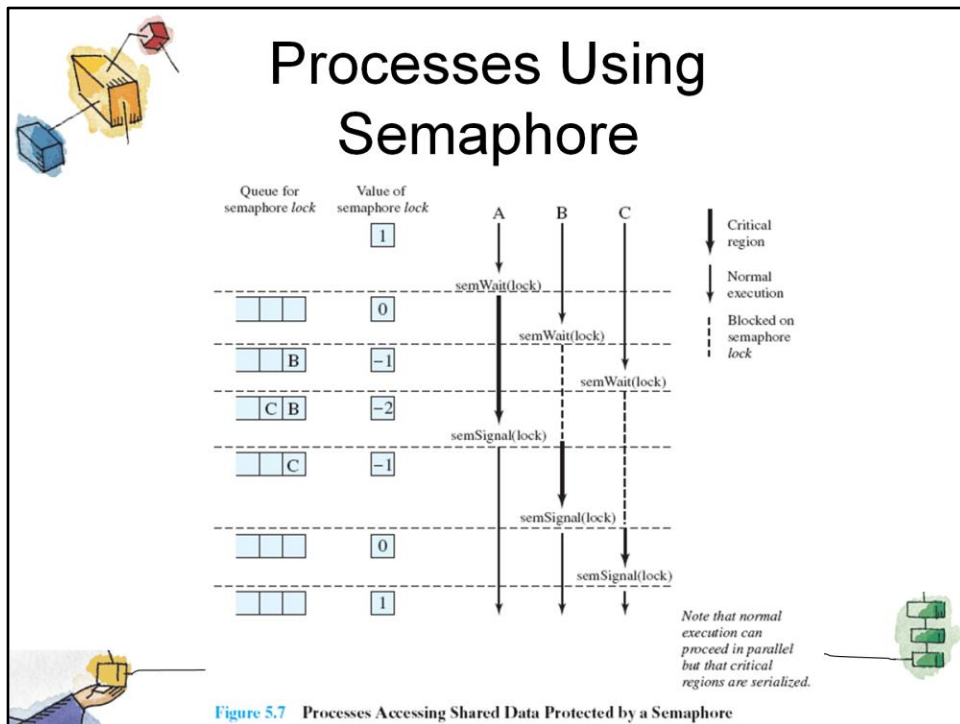 Processes Using
Semaphore
Queue for
semaphore lock
Value of
semaphore lock
A
B
C
1
Critical
region
Normal
execution
Blocked on
semaphore
lock
semWait(lock)
0
semWait(lock)
B
−1
semWait(lock)
C B
−2
semSignal(lock)
C
−1
semSignal(lock)
0
semSignal(lock)
1
Note that normal
execution can
proceed in parallel
but that critical
regions are serialized.
Figure 5.7 Processes Accessing Shared Data Protected by a Semaphore